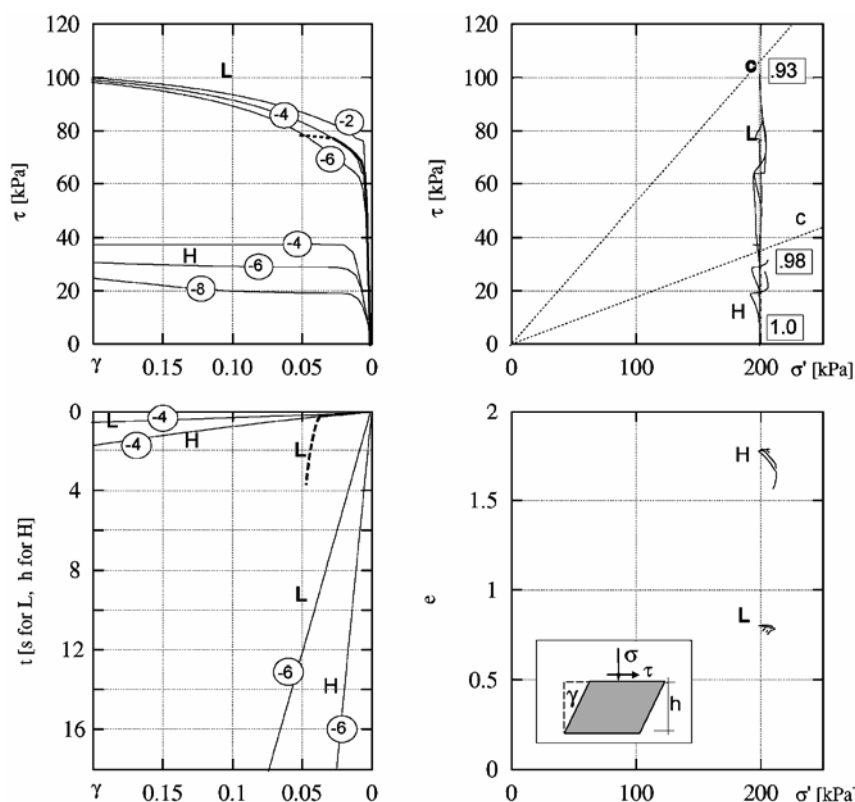 120
100
80
60
40
20
0
τ [kPa]
L
-4
-2
-6
H
-4
-6
-8
γ 0.15 0.10 0.05 0
120
100
80
60
40
20
0
τ [kPa]
c
.93
L
c
.98
H
1.0
0 100 200 σ' [kPa]
0
4
8
12
16
t [s for L, h for H]
L
-4
-4
H
L
L
-6
H
-6
γ 0.15 0.10 0.05 0
2
1.5
1
0.5
0
e
H
L
σ
τ
γ
h
0 100 200 σ' [kPa]